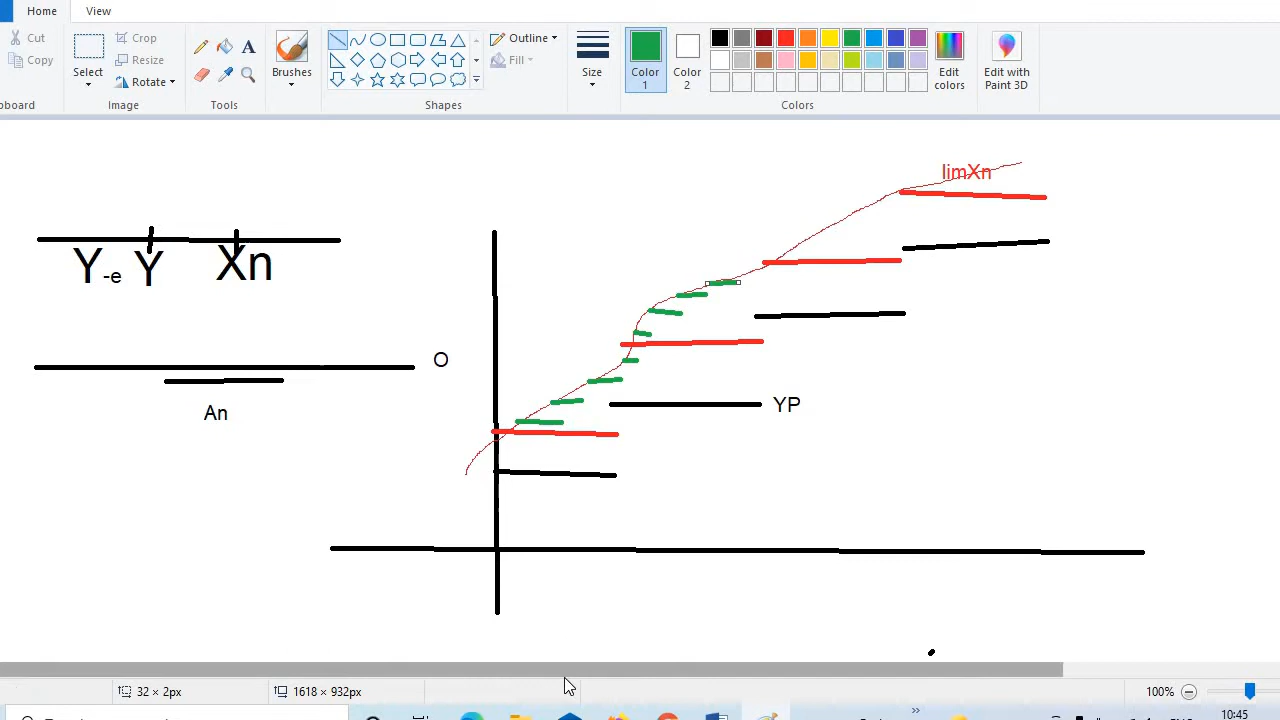 Home View
Cut
Copy
Select
Crop
Resize
Rotate
Brushes
Outline
Fill
Size
Color 1
Color 2
Edit colors
Edit with Paint 3D
oboard
Image
Tools
Shapes
Colors
limXn
Y-e Y Xn
O
An
YP
32 × 2px
1618 × 932px
100%
10:45